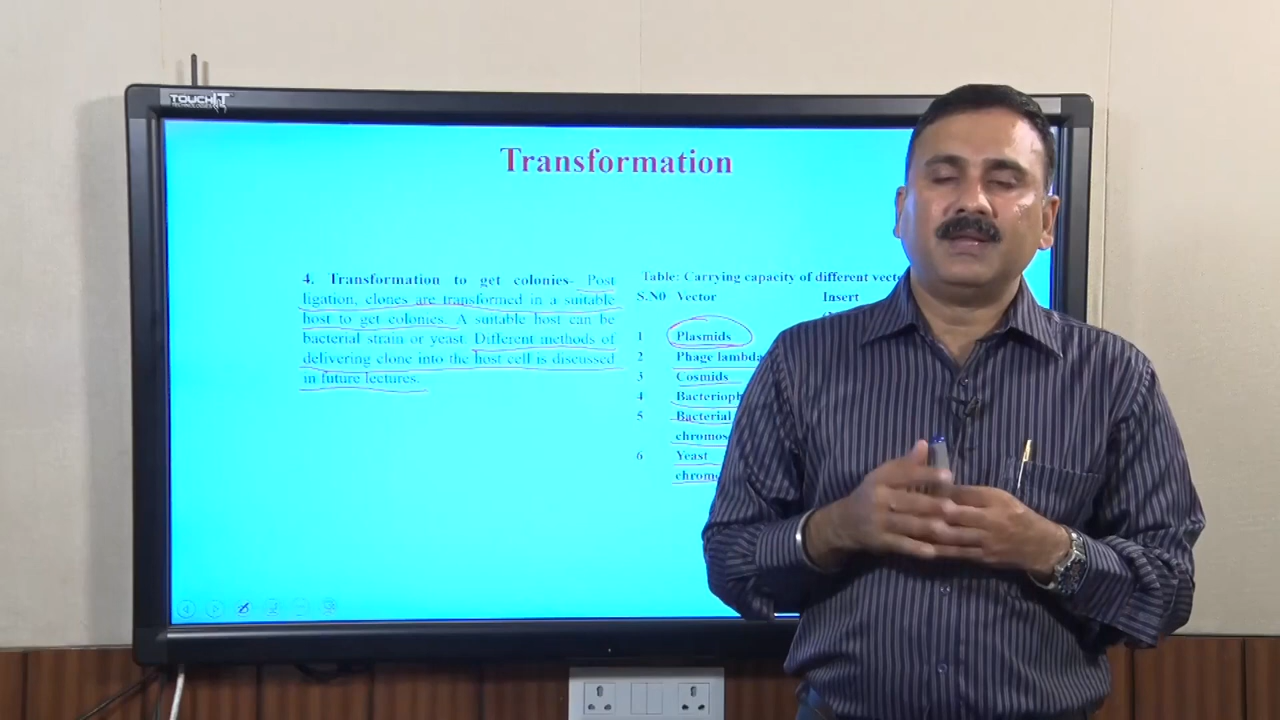 TOUCHIT
TECHNOLOGIES
Transformation
4. Transformation to get colonies- Post
ligation, clones are transformed in a suitable
host to get colonies. A suitable host can be
bacterial strain or yeast. Different methods of
delivering clone into the host cell is discussed
in future lectures.
Table: Carrying capacity of different vect
S.N0 Vector Insert
1 Plasmids
2 Phage lambda
3 Cosmids
4 Bacterioph
5 Bacterial
chromos
6 Yeast
chromo